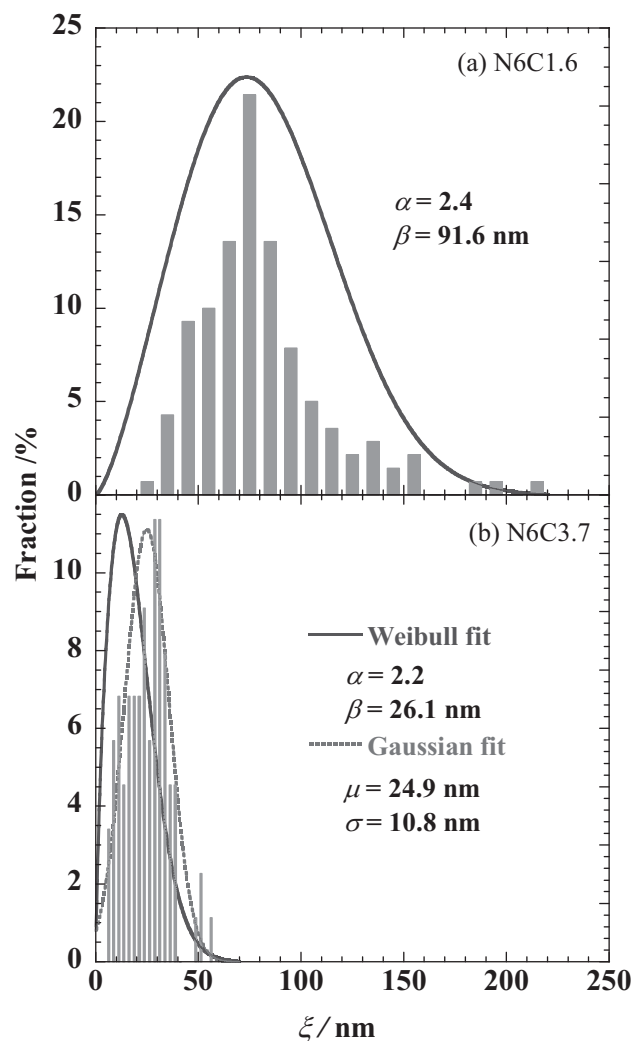 25
(a) N6C1.6
20
α = 2.4
β = 91.6 nm
15
10
5
0
Fraction /%
(b) N6C3.7
10
8
Weibull fit
α = 2.2
β = 26.1 nm
6
Gaussian fit
μ = 24.9 nm
4
σ = 10.8 nm
2
0
0 50 100 150 200 250
ξ / nm